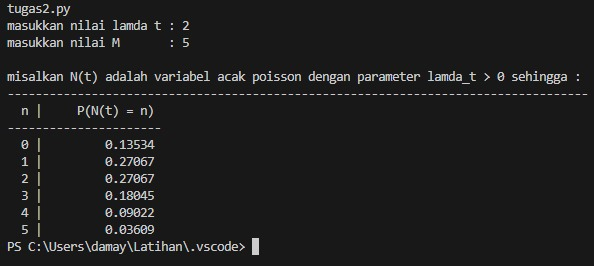 tugas2.py
masukkan nilai lamda t : 2
masukkan nilai M       : 5
misalkan N(t) adalah variabel acak poisson dengan parameter lamda_t > 0 sehingga :
-----------------------------------------------------------------------------------
  n |     P(N(t) = n)
----------------------
  0 |         0.13534
  1 |         0.27067
  2 |         0.27067
  3 |         0.18045
  4 |         0.09022
  5 |         0.03609
PS C:\Users\damay\Latihan\.vscode>